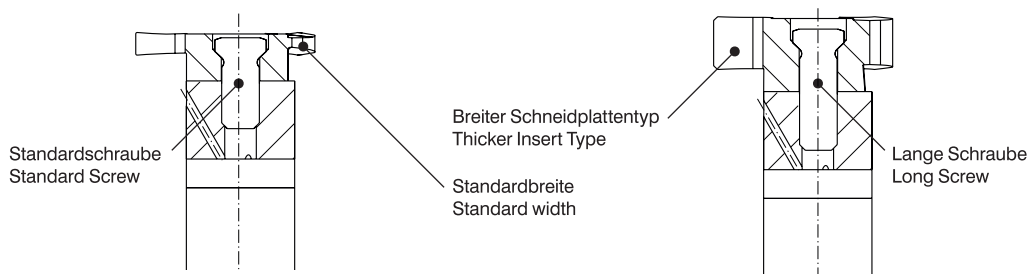 Standardschraube
Standard Screw
Standardbreite
Standard width
Breiter Schneidplattentyp
Thicker Insert Type
Lange Schraube
Long Screw